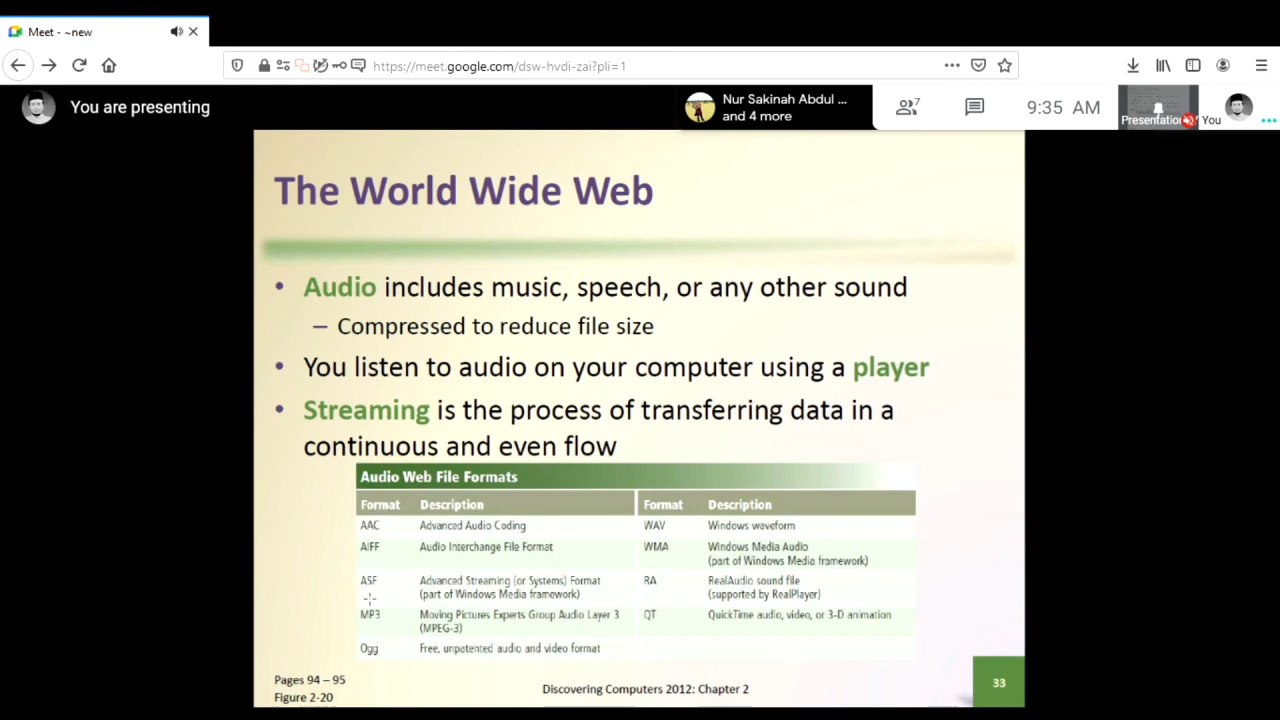 Meet - ~new
https://meet.google.com/dsw-hvdi-zai?pli=1
You are presenting
Nur Sakinah Abdul ...
and 4 more
7
9:35 AM
Presentation
You
The World Wide Web
• Audio includes music, speech, or any other sound
– Compressed to reduce file size
• You listen to audio on your computer using a player
• Streaming is the process of transferring data in a
continuous and even flow
Audio Web File Formats
Format Description Format Description
AAC Advanced Audio Coding WAV Windows waveform
AIFF Audio Interchange File Format WMA Windows Media Audio
(part of Windows Media framework)
ASF Advanced Streaming (or Systems) Format RA RealAudio sound file
(part of Windows Media framework) (supported by RealPlayer)
MP3 Moving Pictures Experts Group Audio Layer 3 QT QuickTime audio, video, or 3-D animation
(MPEG-3)
Ogg Free, unpatented audio and video format
Pages 94 – 95
Figure 2-20
Discovering Computers 2012: Chapter 2
33